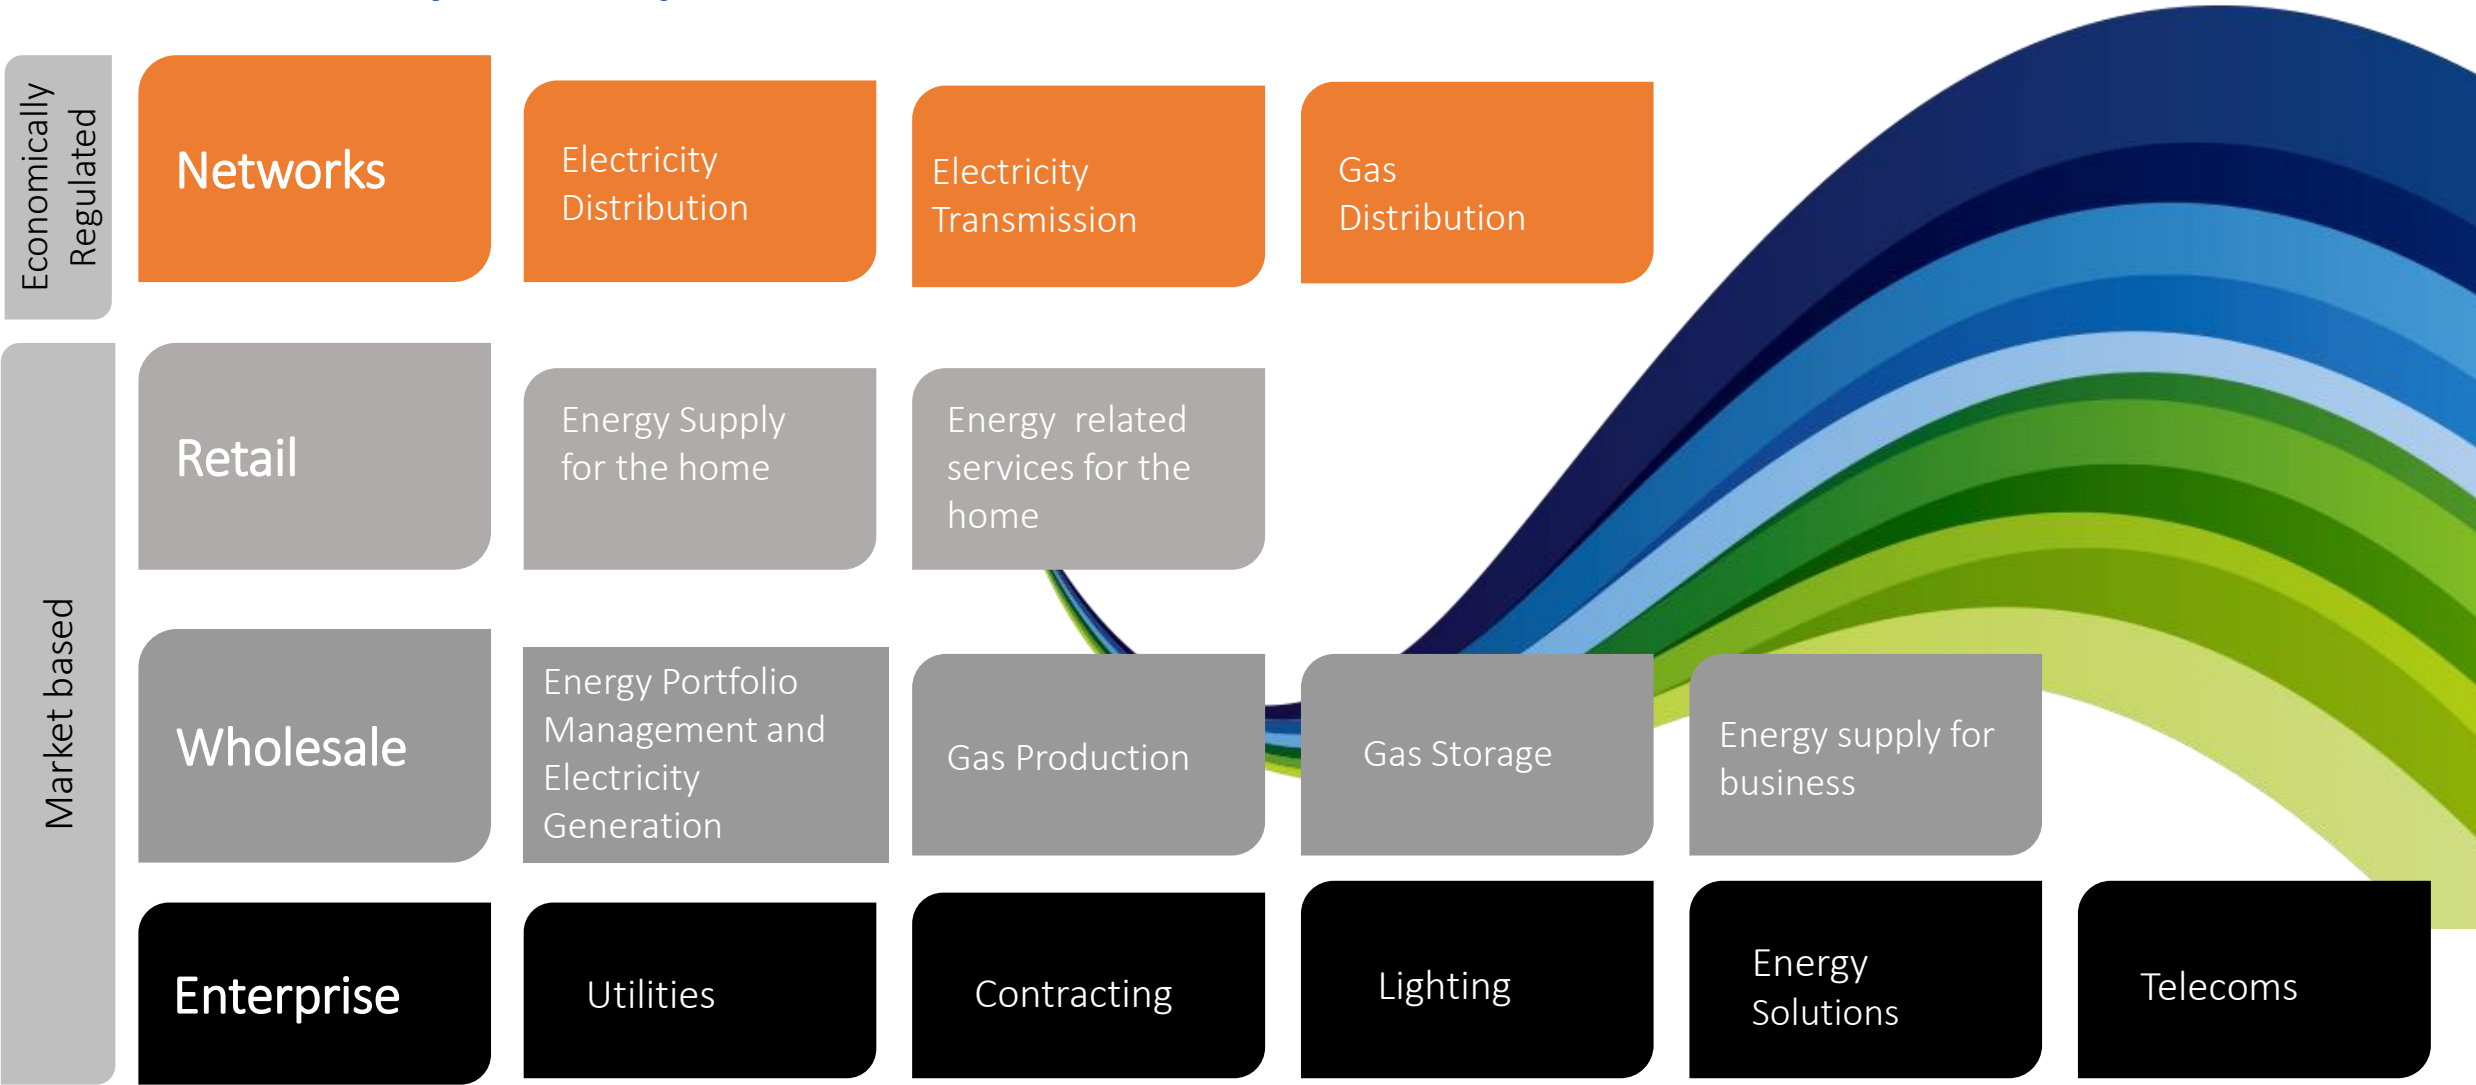 Economically
Regulated
Networks
Electricity
Distribution
Electricity
Transmission
Gas
Distribution
Market based
Retail
Energy Supply
for the home
Energy  related
services for the
home
Wholesale
Energy Portfolio
Management and
Electricity
Generation
Gas Production
Gas Storage
Energy supply for
business
Enterprise
Utilities
Contracting
Lighting
Energy
Solutions
Telecoms